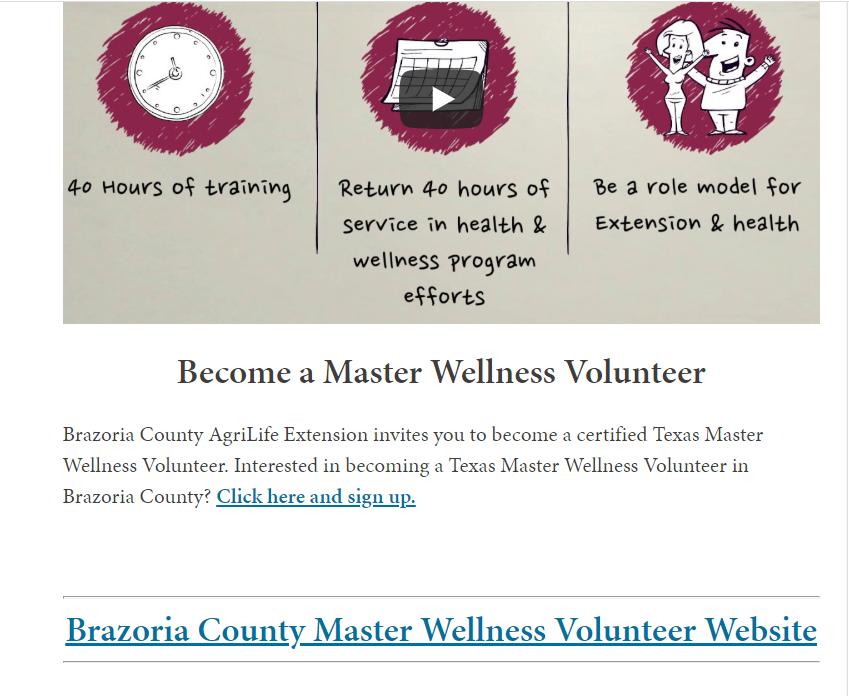 40 Hours of training
Return 40 hours of
service in health &
wellness program
efforts
Be a role model for
Extension & health
Become a Master Wellness Volunteer
Brazoria County AgriLife Extension invites you to become a certified Texas Master
Wellness Volunteer. Interested in becoming a Texas Master Wellness Volunteer in
Brazoria County? Click here and sign up.
Brazoria County Master Wellness Volunteer Website